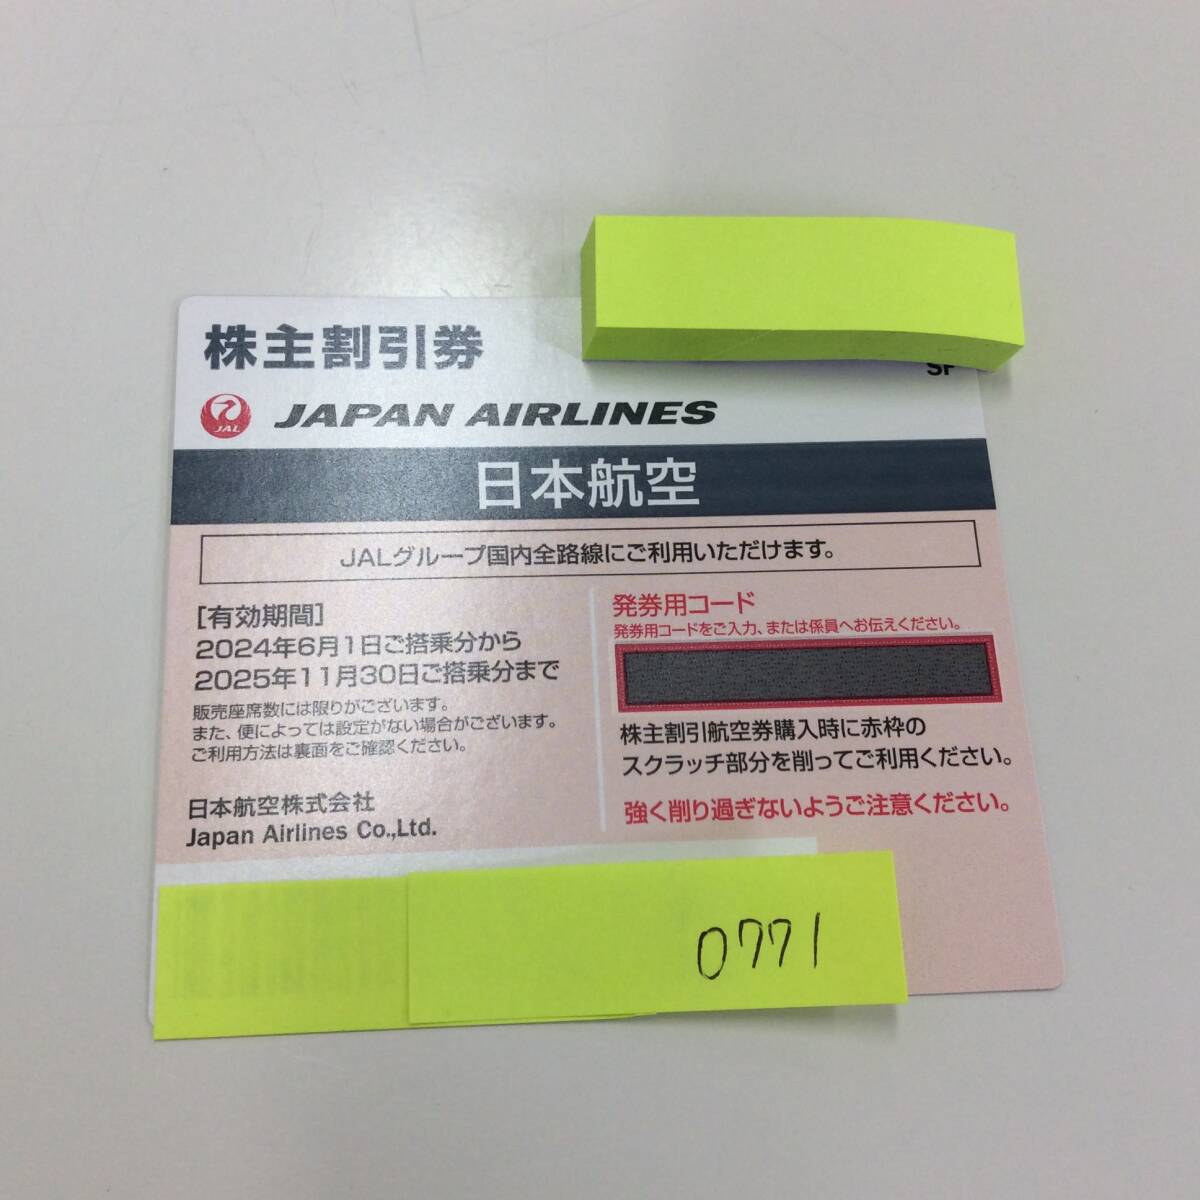 株主割引券
SP
JAL
JAPAN AIRLINES
日本航空
JALグループ国内全路線にご利用いただけます。
[有効期間]
2024年6月1日ご搭乗分から
2025年11月30日ご搭乗分まで
販売座席数には限りがございます。
また、便によっては設定がない場合がございます。
ご利用方法は裏面をご確認ください。
日本航空株式会社
Japan Airlines Co.,Ltd.
発券用コード
発券用コードをご入力、または係員へお伝えください。
株主割引航空券購入時に赤枠の
スクラッチ部分を削ってご利用ください。
強く削り過ぎないようご注意ください。
0771